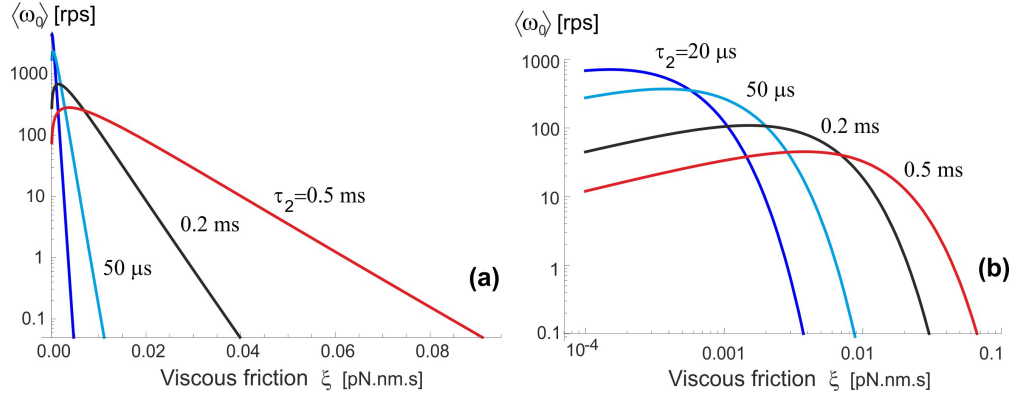 ⟨ω₀⟩ [rps]
1000
100
10
1
0.1
τ₂=0.5 ms
0.2 ms
50 μs
(a)
0.00 0.02 0.04 0.06 0.08
Viscous friction ξ [pN.nm.s]
⟨ω₀⟩ [rps]
1000
100
10
1
0.1
τ₂=20 μs
50 μs
0.2 ms
0.5 ms
(b)
10⁻⁴ 0.001 0.01 0.1
Viscous friction ξ [pN.nm.s]